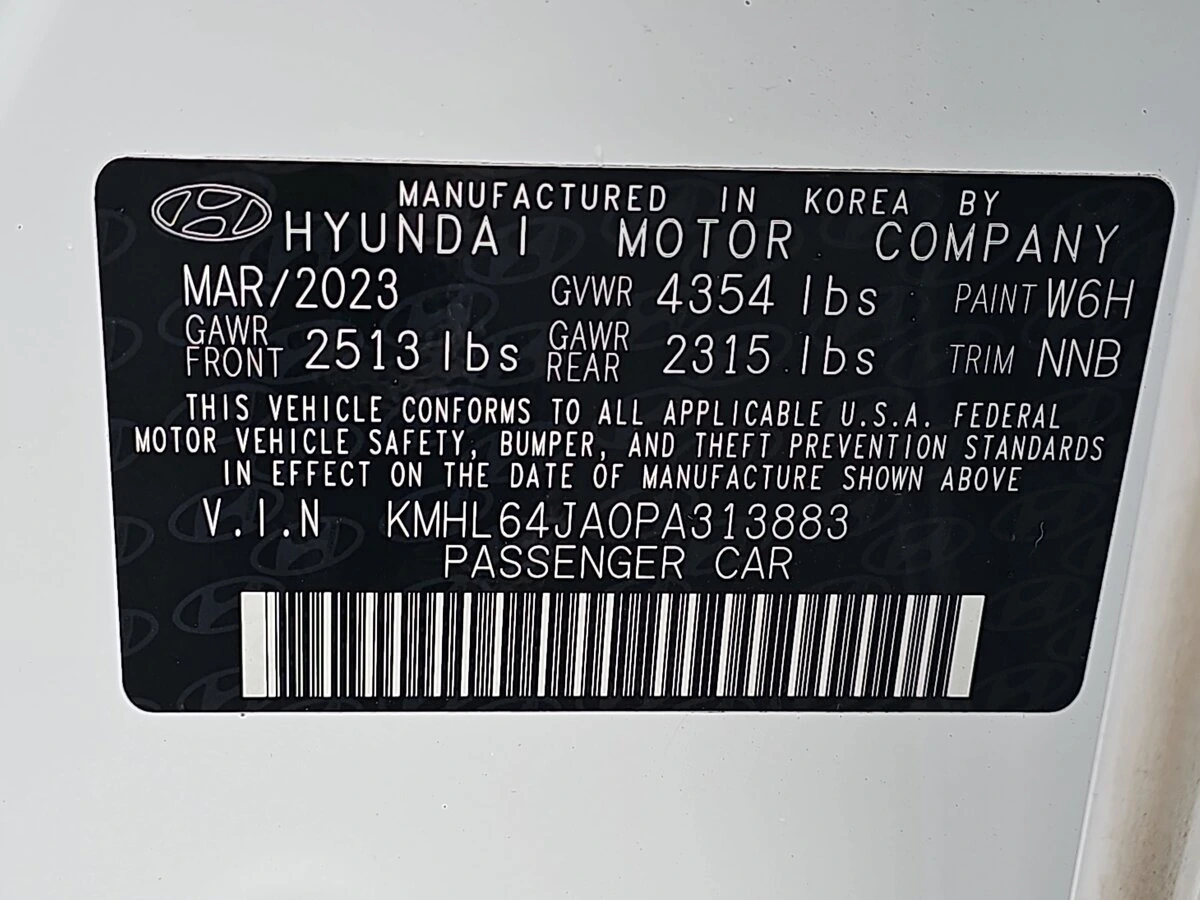 MANUFACTURED IN KOREA BY
HYUNDAI MOTOR COMPANY
MAR/2023 GVWR 4354 lbs PAINT W6H
GAWR FRONT 2513 lbs GAWR REAR 2315 lbs TRIM NNB
THIS VEHICLE CONFORMS TO ALL APPLICABLE U.S.A. FEDERAL
MOTOR VEHICLE SAFETY, BUMPER, AND THEFT PREVENTION STANDARDS
IN EFFECT ON THE DATE OF MANUFACTURE SHOWN ABOVE
V.I.N KMHL64JA0PA313883
PASSENGER CAR